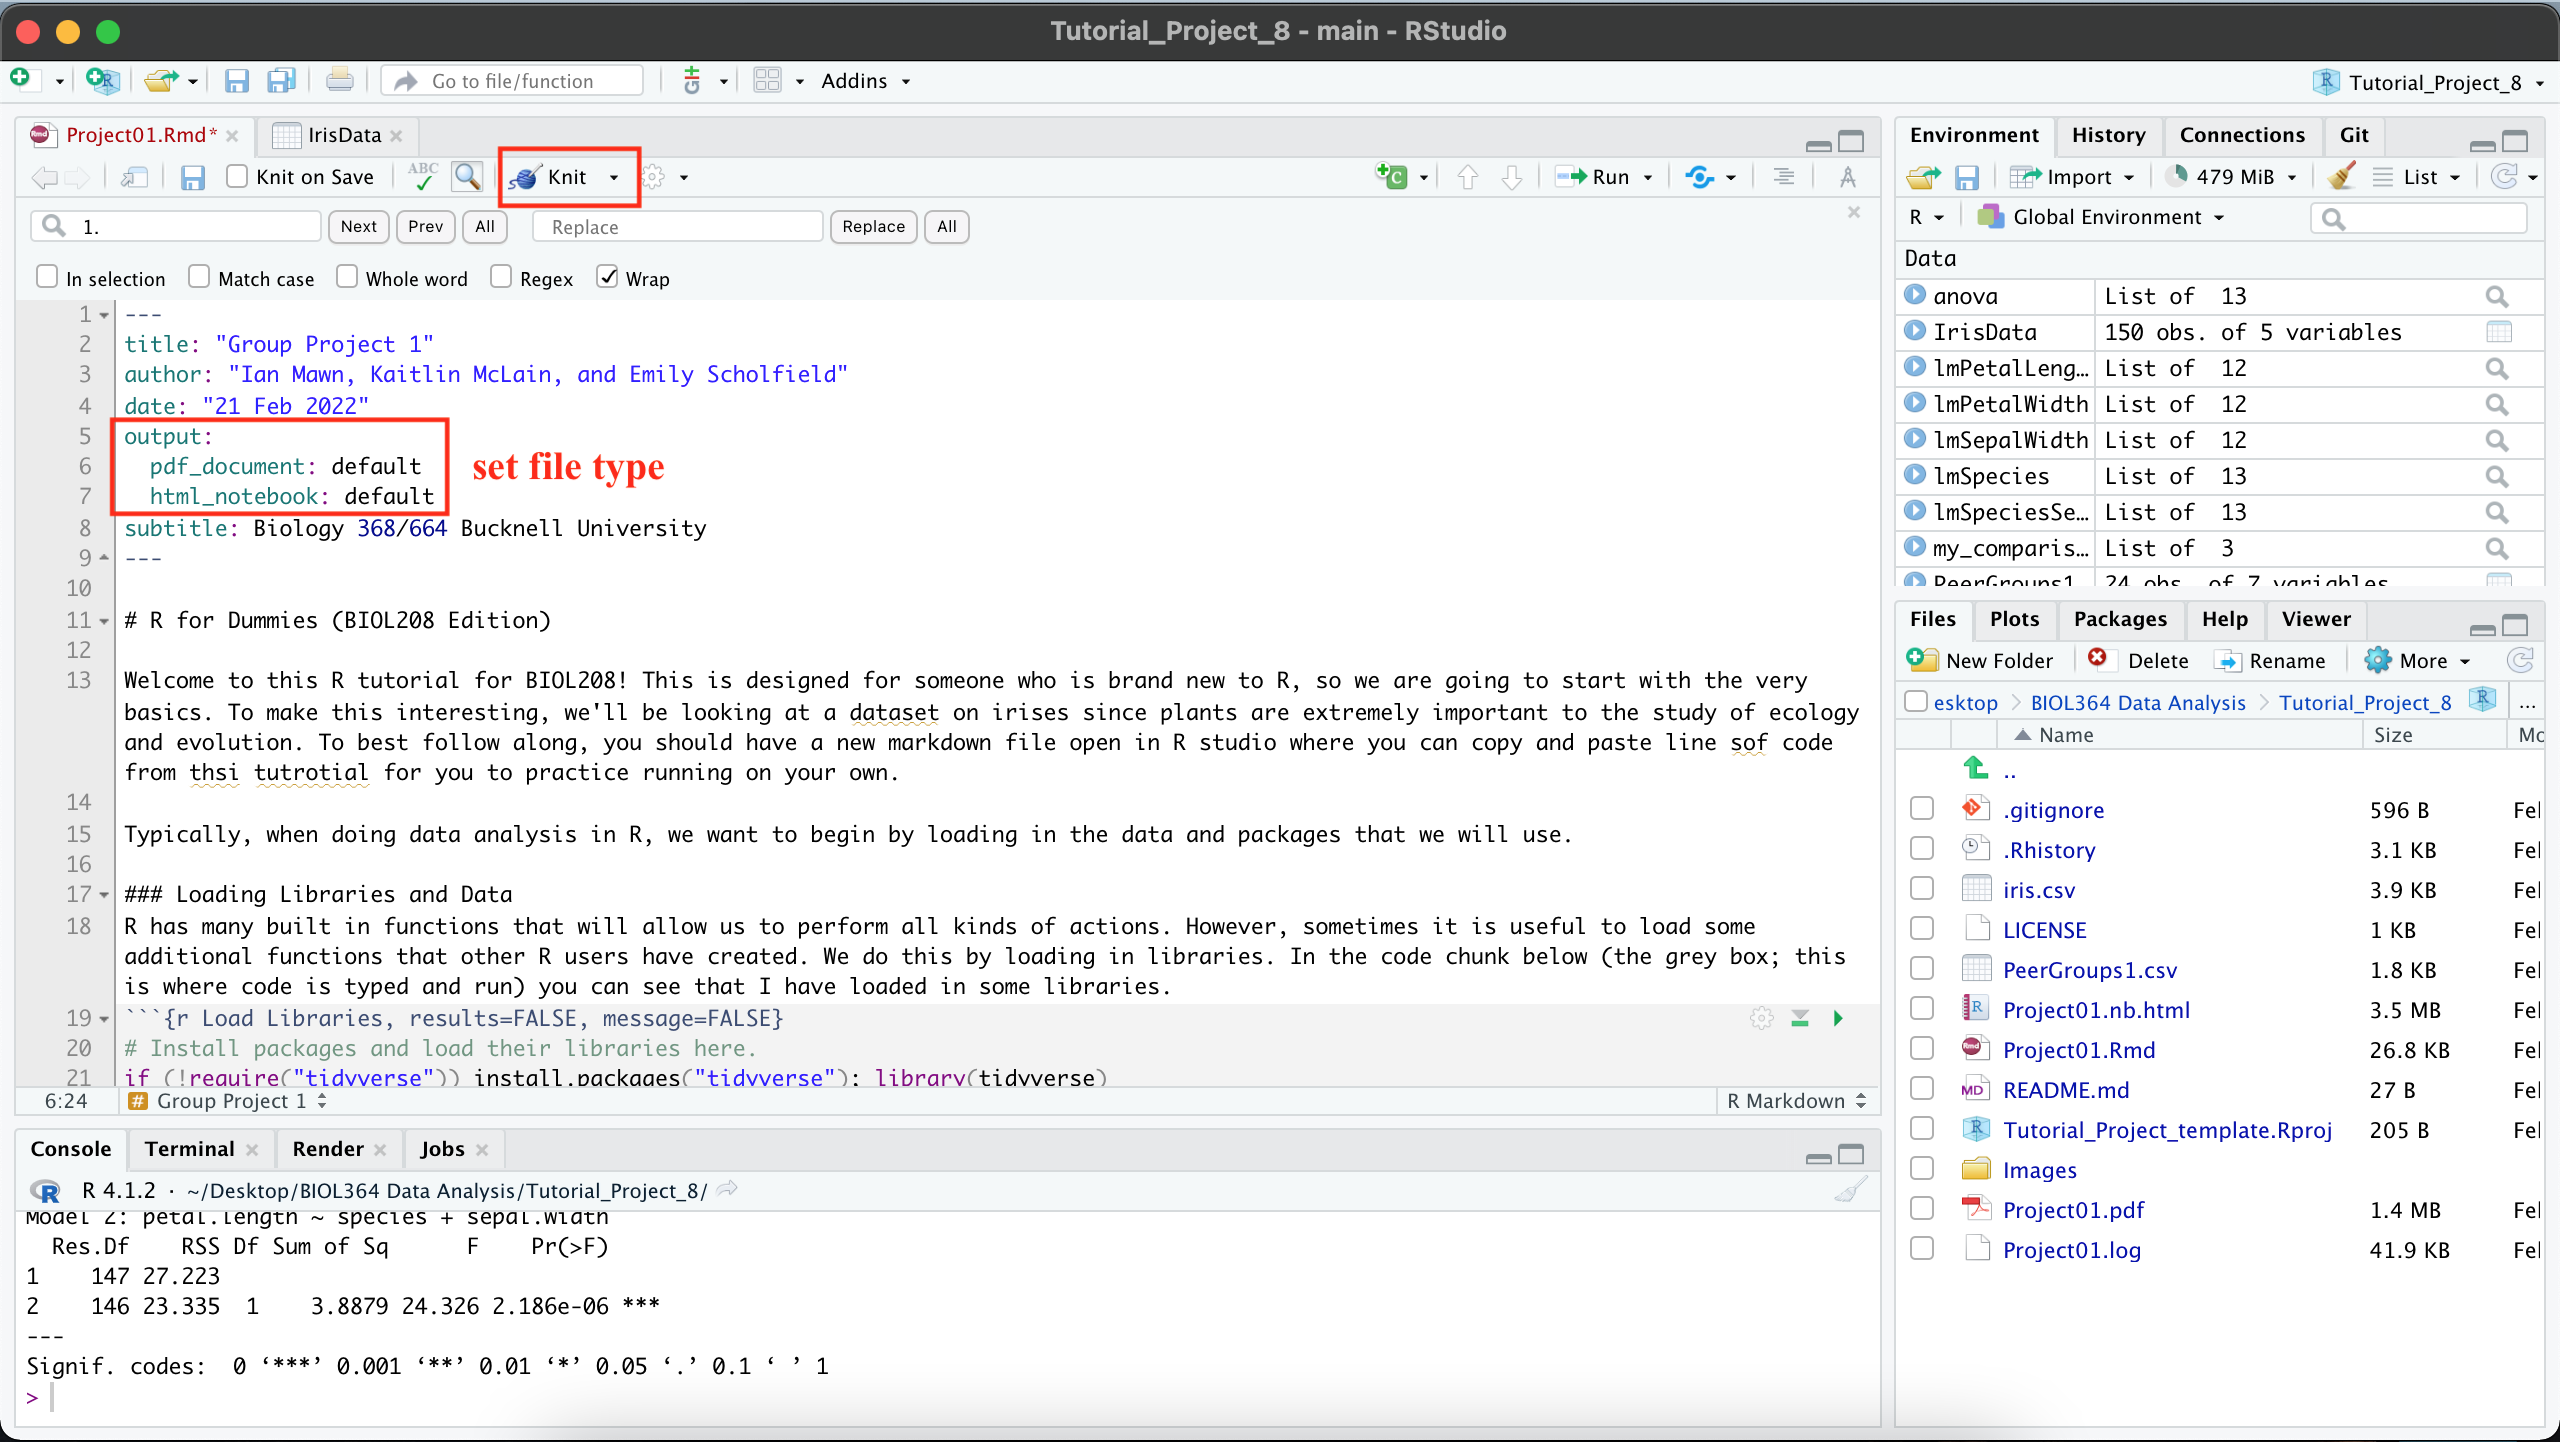 Tutorial_Project_8 - main - RStudio
Go to file/function
Addins
Tutorial_Project_8
Project01.Rmd*
IrisData
Knit on Save
ABC
Knit
Run
1.
Next
Prev
All
Replace
Replace
All
In selection
Match case
Whole word
Regex
Wrap
1 ---
2 title: "Group Project 1"
3 author: "Ian Mawn, Kaitlin McLain, and Emily Scholfield"
4 date: "21 Feb 2022"
5 output:
6 pdf_document: default
7 html_notebook: default
set file type
8 subtitle: Biology 368/664 Bucknell University
9 ---
10
11 # R for Dummies (BIOL208 Edition)
12
13 Welcome to this R tutorial for BIOL208! This is designed for someone who is brand new to R, so we are going to start with the very
basics. To make this interesting, we'll be looking at a dataset on irises since plants are extremely important to the study of ecology
and evolution. To best follow along, you should have a new markdown file open in R studio where you can copy and paste line sof code
from thsi tutrotial for you to practice running on your own.
14
15 Typically, when doing data analysis in R, we want to begin by loading in the data and packages that we will use.
16
17 ### Loading Libraries and Data
18 R has many built in functions that will allow us to perform all kinds of actions. However, sometimes it is useful to load some
additional functions that other R users have created. We do this by loading in libraries. In the code chunk below (the grey box; this
is where code is typed and run) you can see that I have loaded in some libraries.
19 ```{r Load Libraries, results=FALSE, message=FALSE}
20 # Install packages and load their libraries here.
21 if (!require("tidyverse")) install.packages("tidyverse"); library(tidyverse)
6:24
Group Project 1
R Markdown
Console
Terminal
Render
Jobs
R 4.1.2 · ~/Desktop/BIOL364 Data Analysis/Tutorial_Project_8/
Model 2: petal.length ~ species + sepal.width
Res.Df RSS Df Sum of Sq F Pr(>F)
1 147 27.223
2 146 23.335 1 3.8879 24.326 2.186e-06 ***
---
Signif. codes: 0 ‘***’ 0.001 ‘**’ 0.01 ‘*’ 0.05 ‘.’ 0.1 ‘ ’ 1
>
Environment
History
Connections
Git
Import
479 MiB
List
R
Global Environment
Data
anova List of 13
IrisData 150 obs. of 5 variables
lmPetalLeng… List of 12
lmPetalWidth List of 12
lmSepalWidth List of 12
lmSpecies List of 13
lmSpeciesSe… List of 13
my_comparis… List of 3
PeerGroups1 24 obs. of 7 variables
Files
Plots
Packages
Help
Viewer
New Folder
Delete
Rename
More
esktop
BIOL364 Data Analysis
Tutorial_Project_8
...
Name
Size
Mo
..
.gitignore 596 B Fel
.Rhistory 3.1 KB Fel
iris.csv 3.9 KB Fel
LICENSE 1 KB Fel
PeerGroups1.csv 1.8 KB Fel
Project01.nb.html 3.5 MB Fel
Project01.Rmd 26.8 KB Fel
README.md 27 B Fel
Tutorial_Project_template.Rproj 205 B Fel
Images
Project01.pdf 1.4 MB Fel
Project01.log 41.9 KB Fel